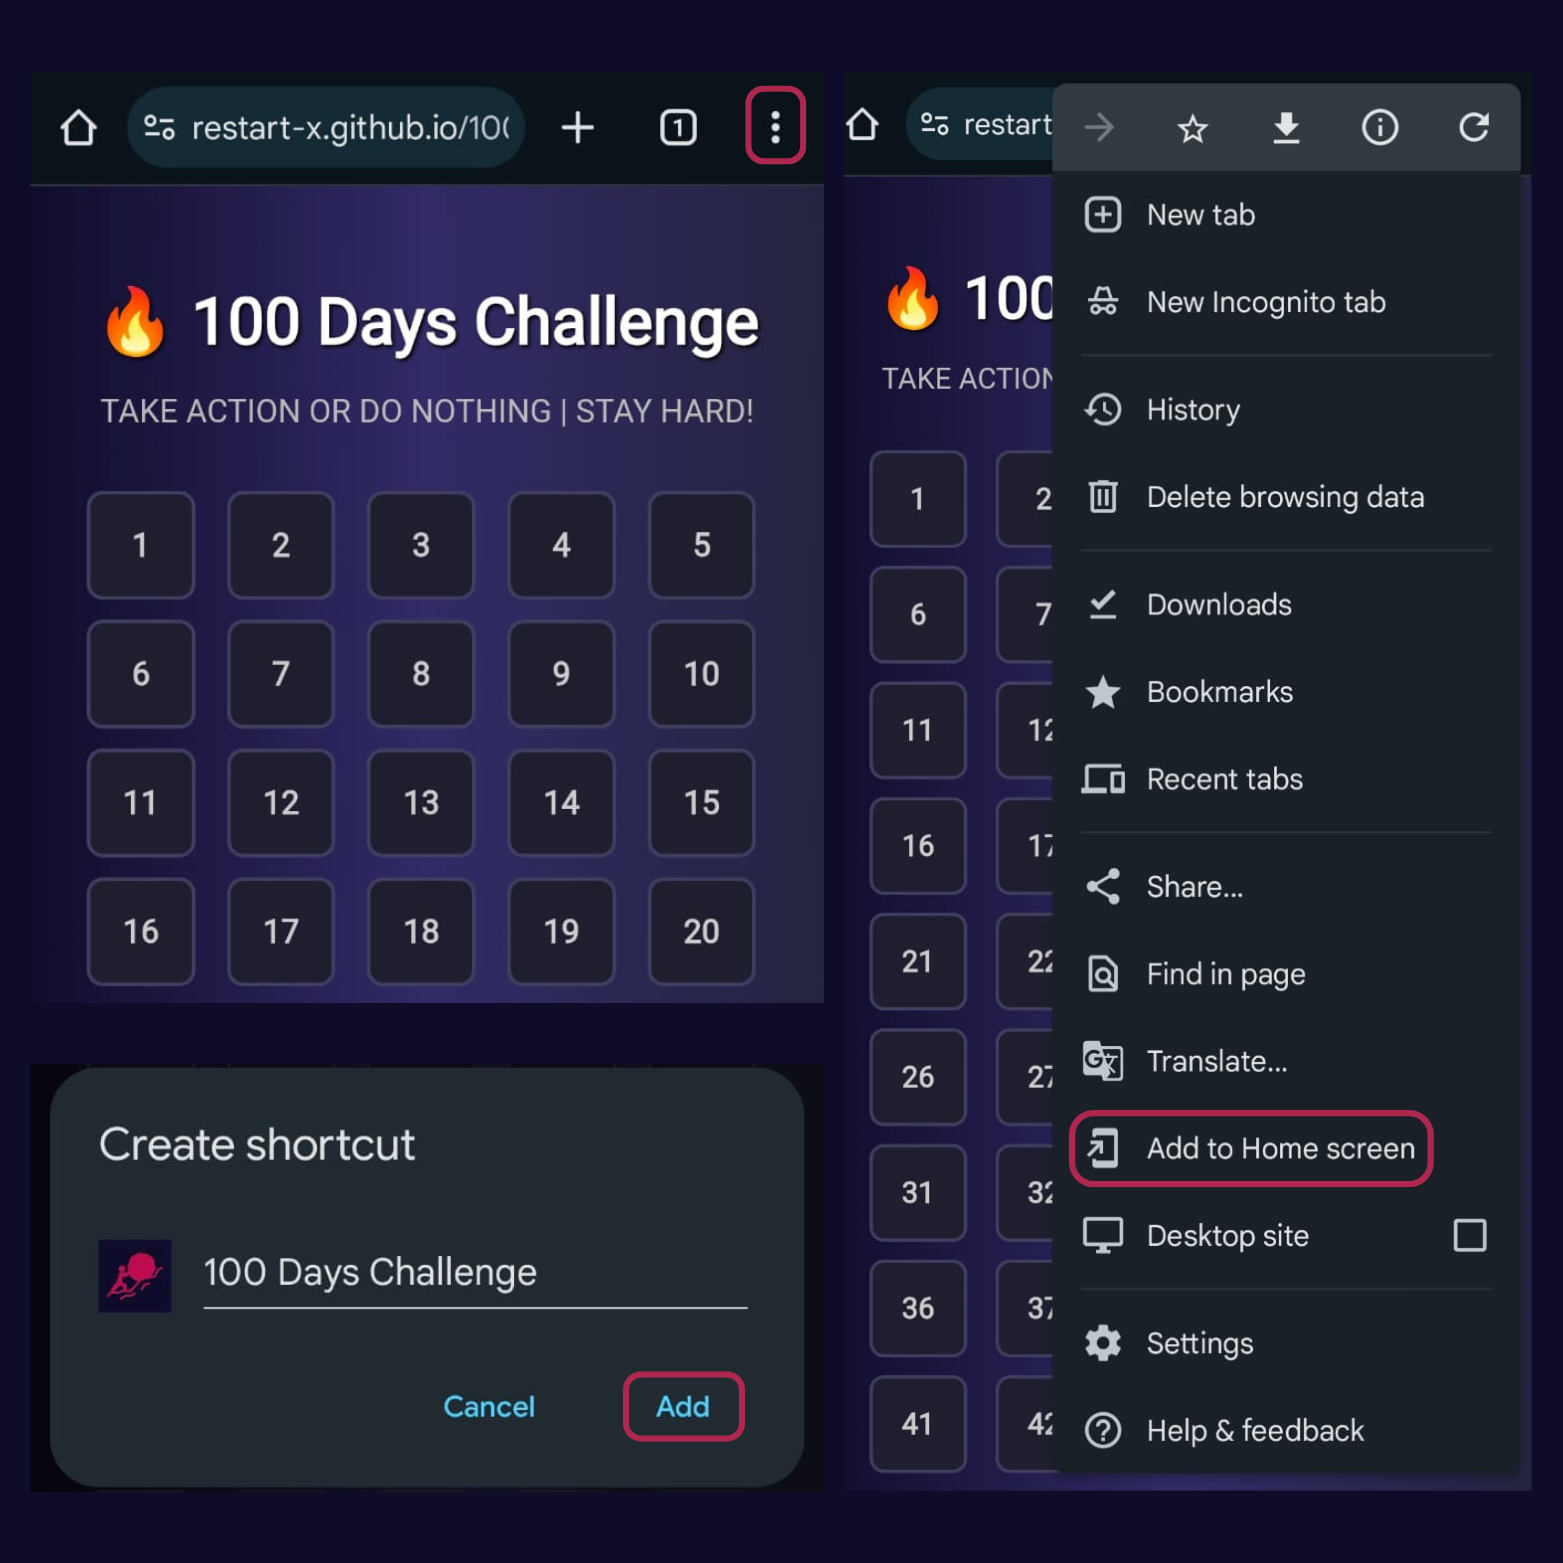 restart-x.github.io/10
1
🔥 100 Days Challenge
TAKE ACTION OR DO NOTHING | STAY HARD!
1 2 3 4 5
6 7 8 9 10
11 12 13 14 15
16 17 18 19 20
Create shortcut
100 Days Challenge
Cancel Add
restart
🔥 100
TAKE ACTION
1 2
6 7
11 12
16 17
21 22
26 27
31 32
36 37
41 42
New tab
New Incognito tab
History
Delete browsing data
Downloads
Bookmarks
Recent tabs
Share...
Find in page
Translate...
Add to Home screen
Desktop site
Settings
Help & feedback